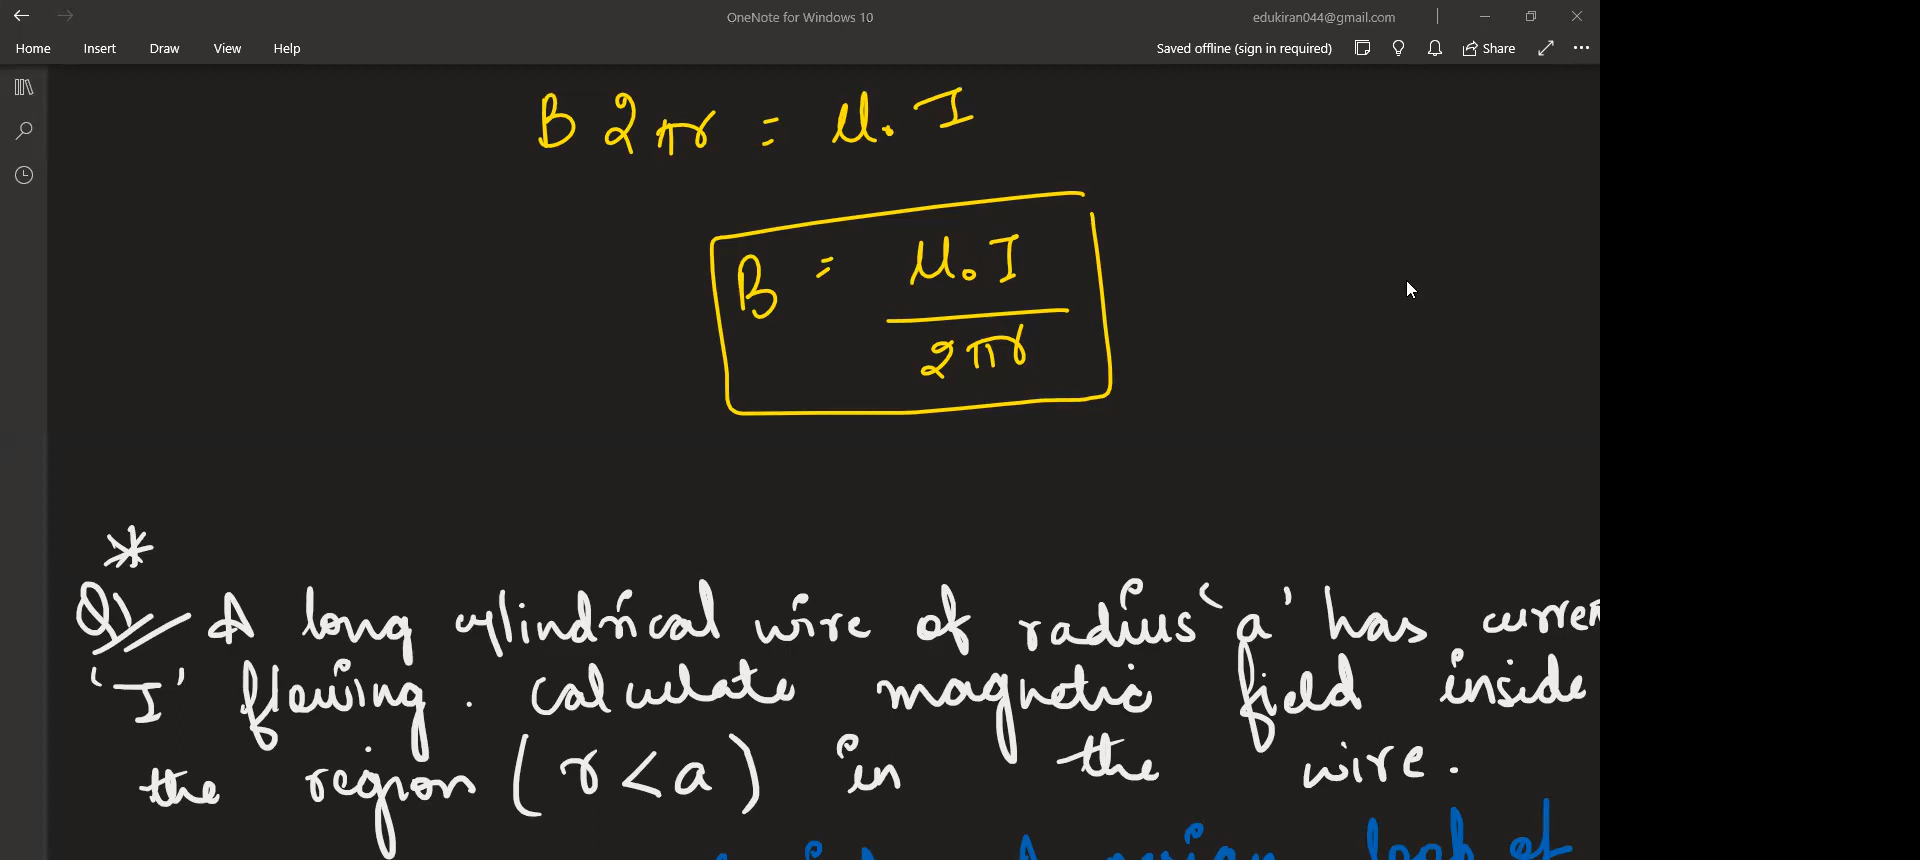 OneNote for Windows 10
edukiran044@gmail.com
Home Insert Draw View Help
Saved offline (sign in required) Share
B 2πr = μ₀ I
B = μ₀ I / 2πr
*
Q1 A long cylindrical wire of radius 'a' has curren
'I' flowing. calculate magnetic field inside
the region (r < a) in the wire.